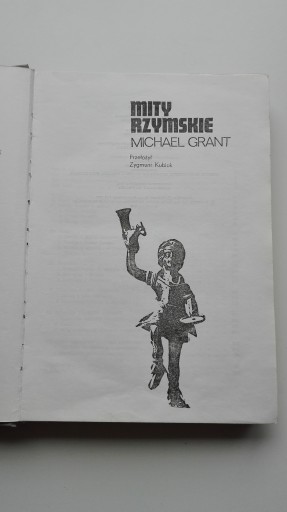 MITY
RZYMSKIE
MICHAEL GRANT
Przełożył
Zygmunt Kubiak